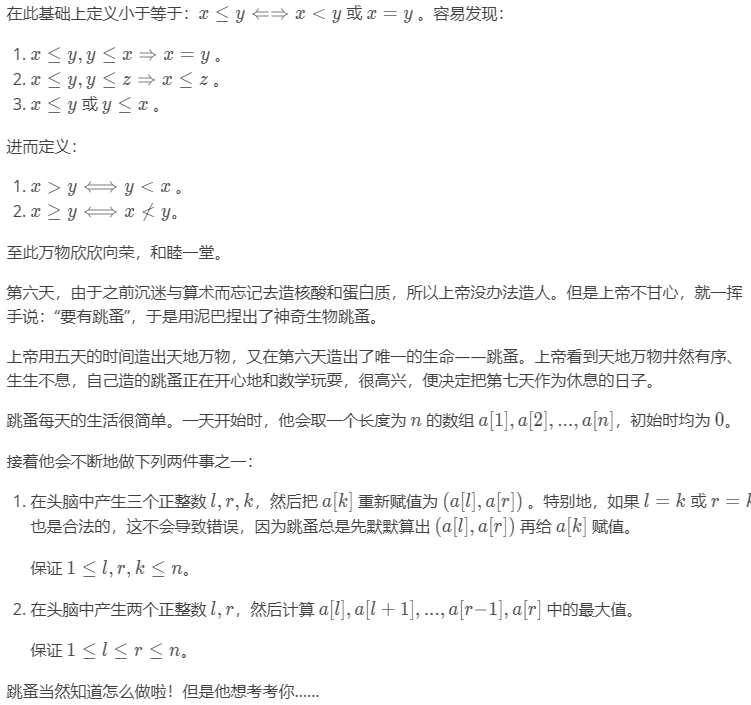 在此基础上定义小于等于：x ≤ y ⟺ x < y 或 x = y 。容易发现：
1. x ≤ y, y ≤ x ⇒ x = y 。
2. x ≤ y, y ≤ z ⇒ x ≤ z 。
3. x ≤ y 或 y ≤ x 。
进而定义：
1. x > y ⟺ y < x 。
2. x ≥ y ⟺ x ≮ y。
至此万物欣欣向荣，和睦一堂。
第六天，由于之前沉迷与算术而忘记去造核酸和蛋白质，所以上帝没办法造人。但是上帝不甘心，就一挥
手说：“要有跳蚤”，于是用泥巴捏出了神奇生物跳蚤。
上帝用五天的时间造出天地万物，又在第六天造出了唯一的生命——跳蚤。上帝看到天地万物井然有序、
生生不息，自己造的跳蚤正在开心地和数学玩耍，很高兴，便决定把第七天作为休息的日子。
跳蚤每天的生活很简单。一天开始时，他会取一个长度为 n 的数组 a[1], a[2], ..., a[n]，初始时均为 0。
接着他会不断地做下列两件事之一：
1. 在头脑中产生三个正整数 l, r, k，然后把 a[k] 重新赋值为 (a[l], a[r]) 。特别地，如果 l = k 或 r = k
也是合法的，这不会导致错误，因为跳蚤总是先默默算出 (a[l], a[r]) 再给 a[k] 赋值。
保证 1 ≤ l, r, k ≤ n。
2. 在头脑中产生两个正整数 l, r，然后计算 a[l], a[l + 1], ..., a[r−1], a[r] 中的最大值。
保证 1 ≤ l ≤ r ≤ n。
跳蚤当然知道怎么做啦！但是他想考考你……